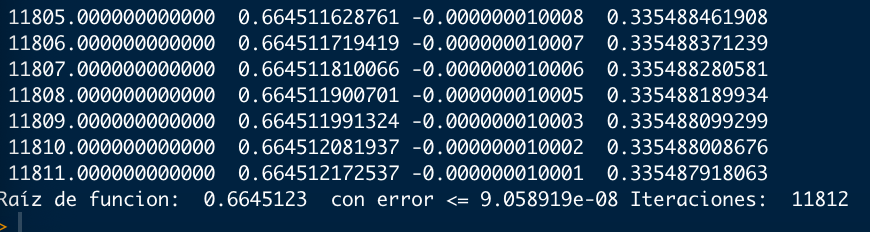 11805.000000000000 0.664511628761 -0.000000010008 0.335488461908
11806.000000000000 0.664511719419 -0.000000010007 0.335488371239
11807.000000000000 0.664511810066 -0.000000010006 0.335488280581
11808.000000000000 0.664511900701 -0.000000010005 0.335488189934
11809.000000000000 0.664511991324 -0.000000010003 0.335488099299
11810.000000000000 0.664512081937 -0.000000010002 0.335488008676
11811.000000000000 0.664512172537 -0.000000010001 0.335487918063
Raíz de funcion: 0.6645123 con error <= 9.058919e-08 Iteraciones: 11812
>